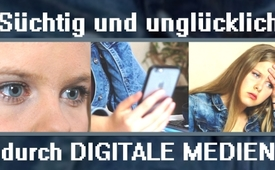 Süchtig und unglücklich
durch DIGITALE MEDIEN